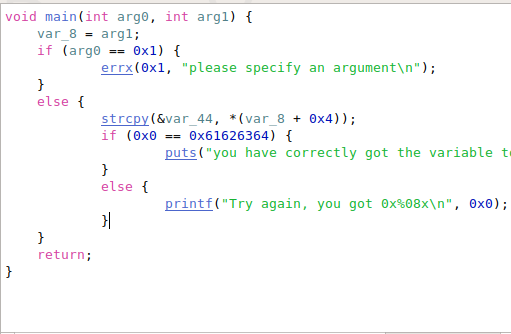 void main(int arg0, int arg1) {
    var_8 = arg1;
    if (arg0 == 0x1) {
            errx(0x1, "please specify an argument\n");
    }
    else {
            strcpy(&var_44, *(var_8 + 0x4));
            if (0x0 == 0x61626364) {
                    puts("you have correctly got the variable
            }
            else {
                    printf("Try again, you got 0x%08x\n", 0x0);
            }
    }
    return;
}